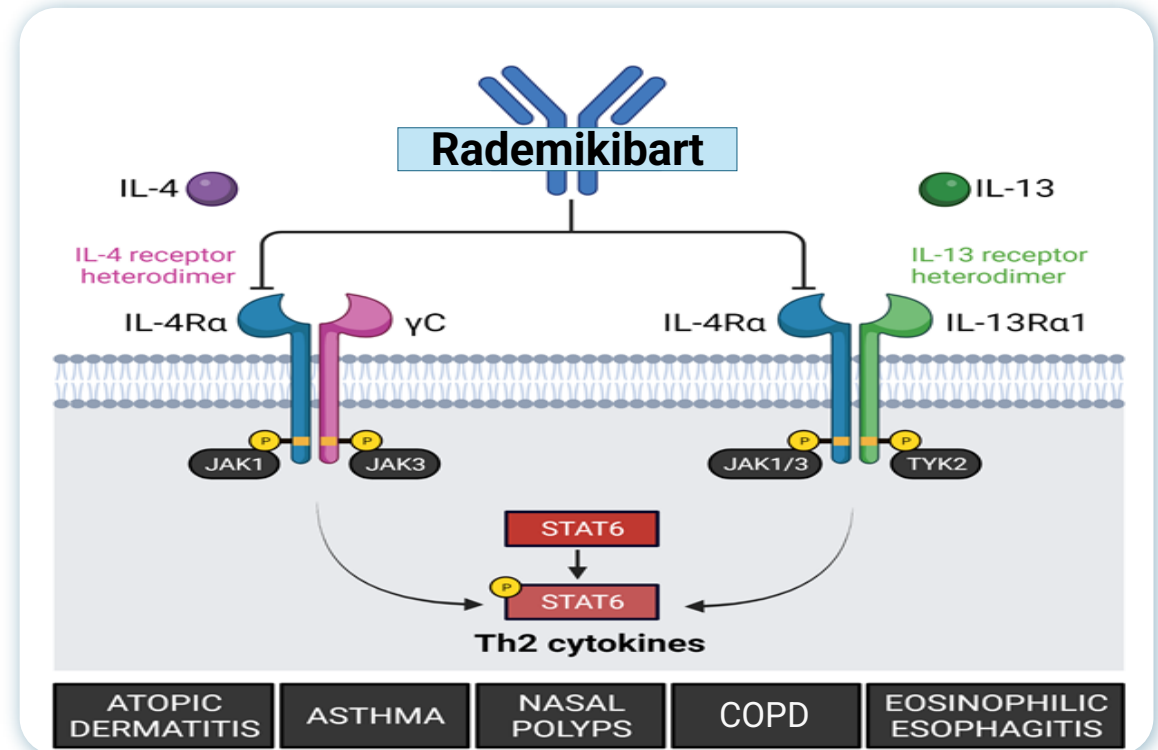 Rademikibart
IL-4
IL-13
IL-4 receptor
heterodimer
IL-13 receptor
heterodimer
IL-4Rα
γC
IL-4Rα
IL-13Rα1
P
P
P
P
JAK1
JAK3
JAK1/3
TYK2
STAT6
P
STAT6
Th2 cytokines
ATOPIC
DERMATITIS
ASTHMA
NASAL
POLYPS
COPD
EOSINOPHILIC
ESOPHAGITIS